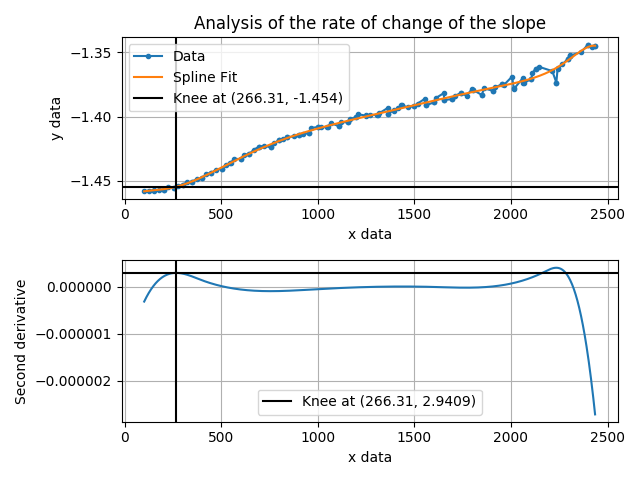 Analysis of the rate of change of the slope
−1.35
−1.40
−1.45
y data
Data
Spline Fit
Knee at (266.31, -1.454)
0
500
1000
1500
2000
2500
x data
0.000000
−0.000001
−0.000002
Second derivative
Knee at (266.31, 2.9409)
0
500
1000
1500
2000
2500
x data